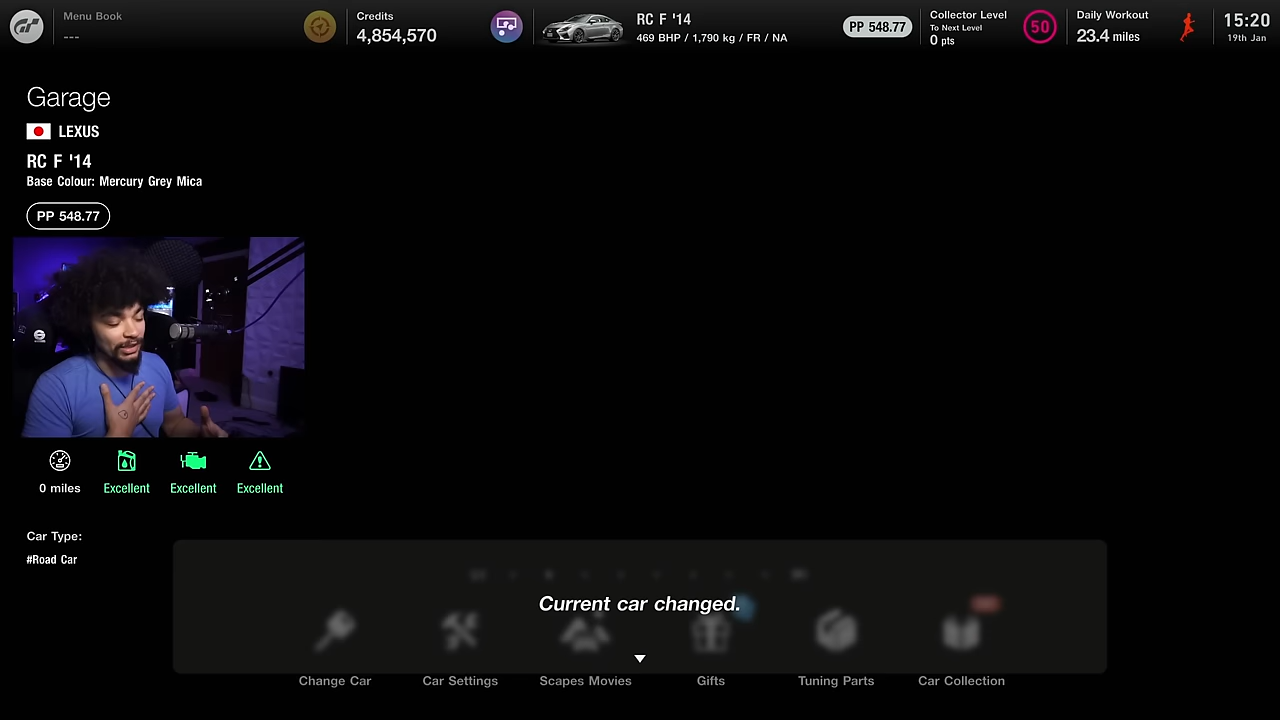 Menu Book
---
Credits
4,854,570
RC F '14
469 BHP / 1,790 kg / FR / NA
PP 548.77
Collector Level
To Next Level
0 pts
50
Daily Workout
23.4 miles
15:20
19th Jan
Garage
LEXUS
RC F '14
Base Colour: Mercury Grey Mica
PP 548.77
0 miles
Excellent
Excellent
Excellent
Car Type:
#Road Car
Current car changed.
Change Car
Car Settings
Scapes Movies
Gifts
Tuning Parts
Car Collection